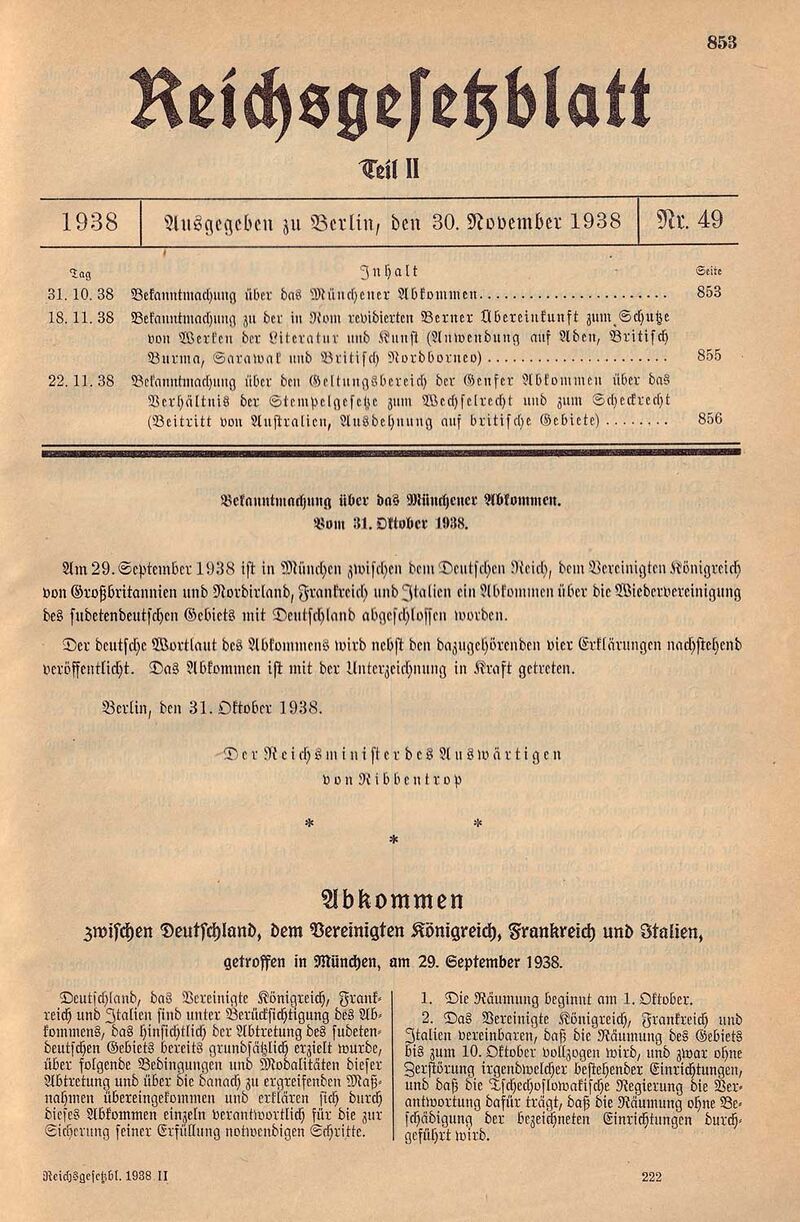 853
Reichsgesetzblatt
Teil II
1938
Ausgegeben zu Berlin, den 30. November 1938
Nr. 49
Tag
Inhalt
Seite
31. 10. 38 Bekanntmachung über das Münchener Abkommen........................ 853
18. 11. 38 Bekanntmachung zu der in Rom revidierten Berner Übereinkunft zum Schutze
von Werken der Literatur und Kunst (Anwendung auf Aden, Britisch
Burma, Sarawak und Britisch Nordborneo)........................ 855
22. 11. 38 Bekanntmachung über den Geltungsbereich der Genfer Abkommen über das
Verhältnis der Stempelgesetze zum Wechselrecht und zum Scheckrecht
(Beitritt von Australien, Ausdehnung auf britische Gebiete)........ 856
Bekanntmachung über das Münchener Abkommen.
Vom 31. Oktober 1938.
Am 29. September 1938 ist in München zwischen dem Deutschen Reich, dem Vereinigten Königreich
von Großbritannien und Nordirland, Frankreich und Italien ein Abkommen über die Wiedervereinigung
des sudetendeutschen Gebiets mit Deutschland abgeschlossen worden.
Der deutsche Wortlaut des Abkommens wird nebst den dazugehörenden vier Erklärungen nachstehend
veröffentlicht. Das Abkommen ist mit der Unterzeichnung in Kraft getreten.
Berlin, den 31. Oktober 1938.
Der Reichsminister des Auswärtigen
von Ribbentrop
* *
*
Abkommen
zwischen Deutschland, dem Vereinigten Königreich, Frankreich und Italien,
getroffen in München, am 29. September 1938.
Deutschland, das Vereinigte Königreich, Frank-
reich und Italien sind unter Berücksichtigung des Ab-
kommens, das hinsichtlich der Abtretung des sudeten-
deutschen Gebiets bereits grundsätzlich erzielt wurde,
über folgende Bedingungen und Modalitäten dieser
Abtretung und über die danach zu ergreifenden Maß-
nahmen übereingekommen und erklären sich durch
dieses Abkommen einzeln verantwortlich für die zur
Sicherung seiner Erfüllung notwendigen Schritte.
1. Die Räumung beginnt am 1. Oktober.
2. Das Vereinigte Königreich, Frankreich und
Italien vereinbaren, daß die Räumung des Gebiets
bis zum 10. Oktober vollzogen wird, und zwar ohne
Zerstörung irgendwelcher bestehender Einrichtungen,
und daß die Tschechoslowakische Regierung die Ver-
antwortung dafür trägt, daß die Räumung ohne Be-
schädigung der bezeichneten Einrichtungen durch-
geführt wird.
Reichsgesetzbl. 1938 II
222